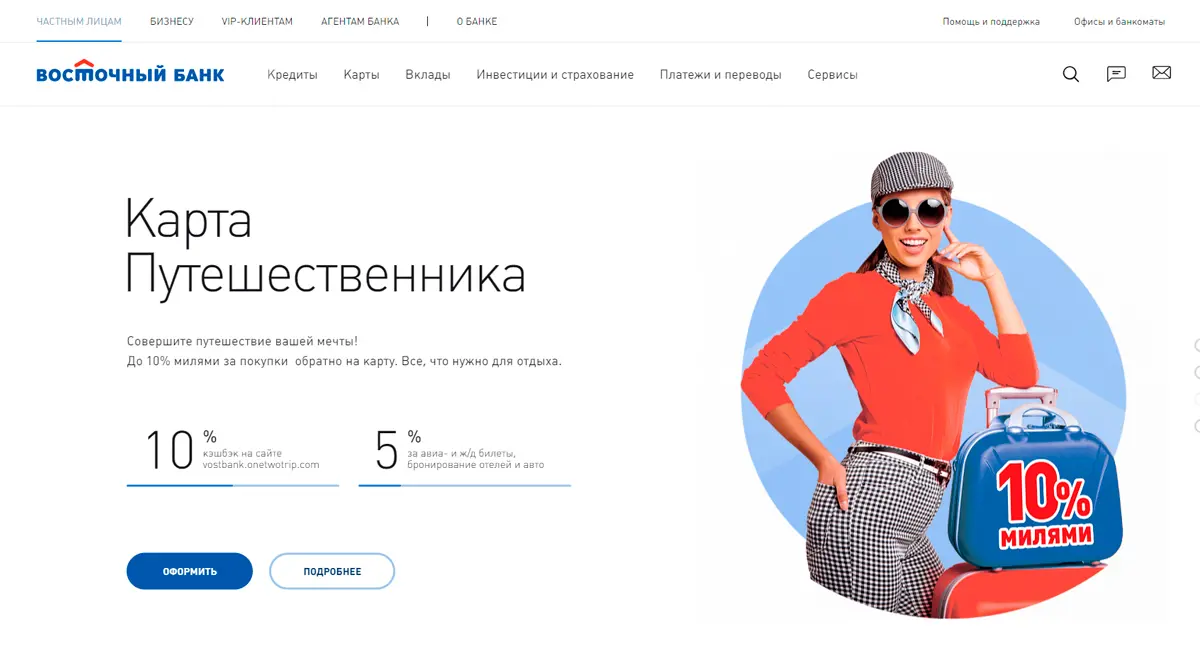 ЧАСТНЫМ ЛИЦАМ БИЗНЕСУ VIP-КЛИЕНТАМ АГЕНТАМ БАНКА | О БАНКЕ Помощь и поддержка Офисы и банкоматы
ВОСТОЧНЫЙ БАНК Кредиты Карты Вклады Инвестиции и страхование Платежи и переводы Сервисы
Карта
Путешественника
Совершите путешествие вашей мечты!
До 10% милями за покупки обратно на карту. Все, что нужно для отдыха.
10 %
кэшбэк на сайте
vostbank.onetwotrip.com
5 %
за авиа- и ж/д билеты,
бронирование отелей и авто
ОФОРМИТЬ ПОДРОБНЕЕ
10%
МИЛЯМИ